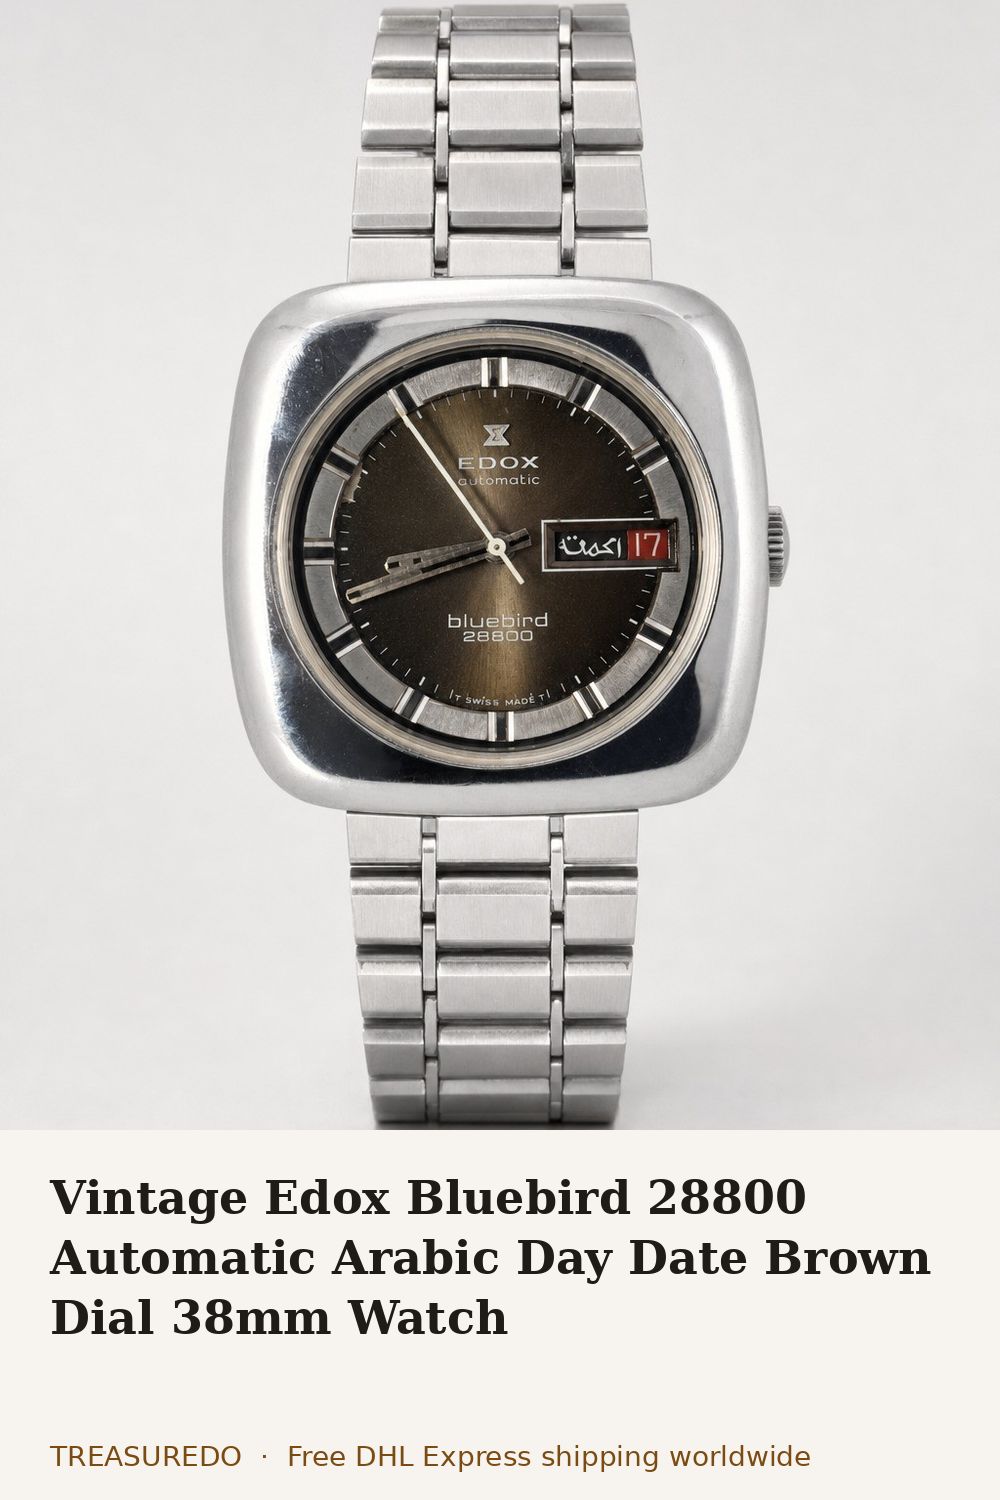 EDOX
automatic
17
bluebird
28800
T SWISS MADE T
Vintage Edox Bluebird 28800
Automatic Arabic Day Date Brown
Dial 38mm Watch
TREASUREDO · Free DHL Express shipping worldwide